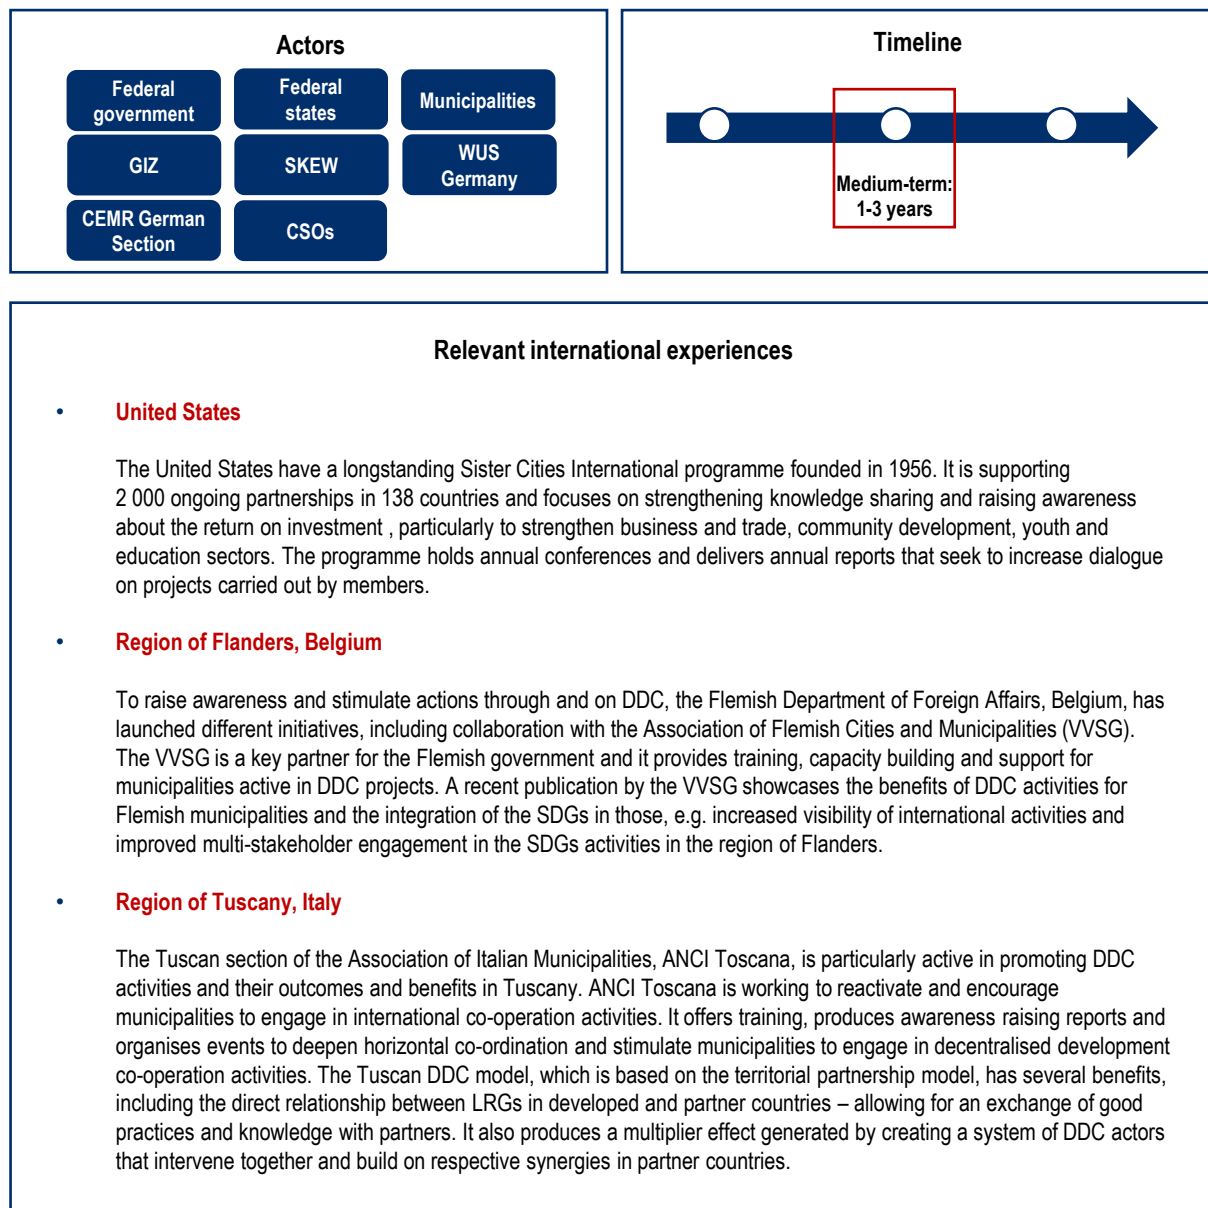 Actors
Federal
government
Federal
states
Municipalities
GIZ
SKEW
WUS
Germany
CEMR German
Section
CSOs
Timeline
Medium-term:
1-3 years
Relevant international experiences
• United States
The United States have a longstanding Sister Cities International programme founded in 1956. It is supporting
2 000 ongoing partnerships in 138 countries and focuses on strengthening knowledge sharing and raising awareness
about the return on investment , particularly to strengthen business and trade, community development, youth and
education sectors. The programme holds annual conferences and delivers annual reports that seek to increase dialogue
on projects carried out by members.
• Region of Flanders, Belgium
To raise awareness and stimulate actions through and on DDC, the Flemish Department of Foreign Affairs, Belgium, has
launched different initiatives, including collaboration with the Association of Flemish Cities and Municipalities (VVSG).
The VVSG is a key partner for the Flemish government and it provides training, capacity building and support for
municipalities active in DDC projects. A recent publication by the VVSG showcases the benefits of DDC activities for
Flemish municipalities and the integration of the SDGs in those, e.g. increased visibility of international activities and
improved multi-stakeholder engagement in the SDGs activities in the region of Flanders.
• Region of Tuscany, Italy
The Tuscan section of the Association of Italian Municipalities, ANCI Toscana, is particularly active in promoting DDC
activities and their outcomes and benefits in Tuscany. ANCI Toscana is working to reactivate and encourage
municipalities to engage in international co-operation activities. It offers training, produces awareness raising reports and
organises events to deepen horizontal co-ordination and stimulate municipalities to engage in decentralised development
co-operation activities. The Tuscan DDC model, which is based on the territorial partnership model, has several benefits,
including the direct relationship between LRGs in developed and partner countries – allowing for an exchange of good
practices and knowledge with partners. It also produces a multiplier effect generated by creating a system of DDC actors
that intervene together and build on respective synergies in partner countries.